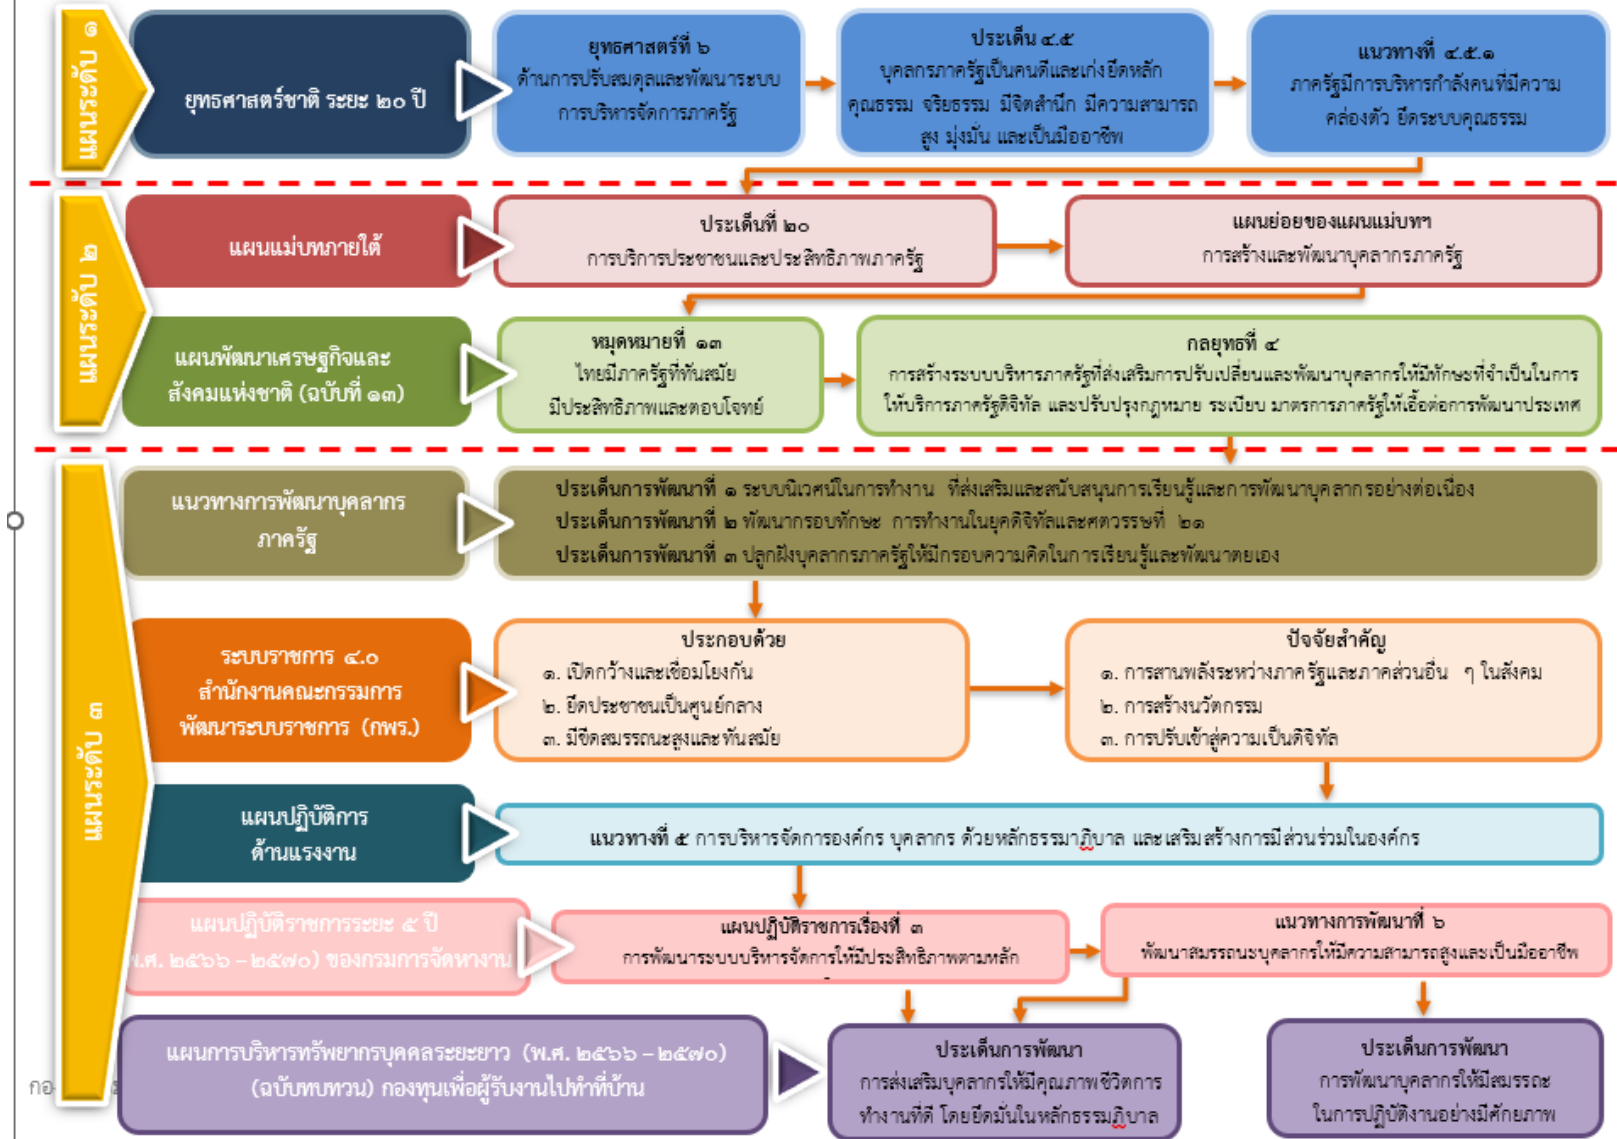 แผนระดับ ๑
ยุทธศาสตร์ชาติ ระยะ ๒๐ ปี
ยุทธศาสตร์ที่ ๖
ด้านการปรับสมดุลและพัฒนาระบบ
การบริหารจัดการภาครัฐ
ประเด็น ๔.๕
บุคลกรภาครัฐเป็นคนดีและเก่งยึดหลัก
คุณธรรม จริยธรรม มีจิตสำนึก มีความสามารถ
สูง มุ่งมั่น และเป็นมืออาชีพ
แนวทางที่ ๔.๕.๑
ภาครัฐมีการบริหารกำลังคนที่มีความ
คล่องตัว ยึดระบบคุณธรรม
แผนระดับ ๒
แผนแม่บทภายใต้
ประเด็นที่ ๒๐
การบริการประชาชนและประสิทธิภาพภาครัฐ
แผนย่อยของแผนแม่บทฯ
การสร้างและพัฒนาบุคลากรภาครัฐ
แผนพัฒนาเศรษฐกิจและ
สังคมแห่งชาติ (ฉบับที่ ๑๓)
หมุดหมายที่ ๑๓
ไทยมีภาครัฐที่ทันสมัย
มีประสิทธิภาพและตอบโจทย์
กลยุทธที่ ๔
การสร้างระบบบริหารภาครัฐที่ส่งเสริมการปรับเปลี่ยนและพัฒนาบุคลากรให้มีทักษะที่จำเป็นในการ
ให้บริการภาครัฐดิจิทัล และปรับปรุงกฎหมาย ระเบียบ มาตรการภาครัฐให้เอื้อต่อการพัฒนาประเทศ
แผนระดับ ๓
แนวทางการพัฒนาบุคลากร
ภาครัฐ
ประเด็นการพัฒนาที่ ๑ ระบบนิเวศน์ในการทำงาน ที่ส่งเสริมและสนับสนุนการเรียนรู้และการพัฒนาบุคลากรอย่างต่อเนื่อง
ประเด็นการพัฒนาที่ ๒ พัฒนากรอบทักษะ การทำงานในยุคดิจิทัลและศตวรรษที่ ๒๑
ประเด็นการพัฒนาที่ ๓ ปลูกฝังบุคลากรภาครัฐให้มีกรอบความคิดในการเรียนรู้และพัฒนาตยเอง
ระบบราชการ ๔.๐
สำนักงานคณะกรรมการ
พัฒนาระบบราชการ (กพร.)
ประกอบด้วย
๑. เปิดกว้างและเชื่อมโยงกัน
๒. ยึดประชาชนเป็นศูนย์กลาง
๓. มีขีดสมรรถนะสูงและทันสมัย
ปัจจัยสำคัญ
๑. การสานพลังระหว่างภาครัฐและภาคส่วนอื่น ๆ ในสังคม
๒. การสร้างนวัตกรรม
๓. การปรับเข้าสู่ความเป็นดิจิทัล
แผนปฏิบัติการ
ด้านแรงงาน
แนวทางที่ ๕ การบริหารจัดการองค์กร บุคลากร ด้วยหลักธรรมาภิบาล และเสริมสร้างการมีส่วนร่วมในองค์กร
แผนปฏิบัติราชการระยะ ๕ ปี
พ.ศ. ๒๕๖๖ – ๒๕๗๐) ของกรมการจัดหางาน
แผนปฏิบัติราชการเรื่องที่ ๓
การพัฒนาระบบบริหารจัดการให้มีประสิทธิภาพตามหลัก
แนวทางการพัฒนาที่ ๖
พัฒนาสมรรถนะบุคลากรให้มีความสามารถสูงและเป็นมืออาชีพ
แผนการบริหารทรัพยากรบุคคลระยะยาว (พ.ศ. ๒๕๖๖ – ๒๕๗๐)
(ฉบับทบทวน) กองทุนเพื่อผู้รับงานไปทำที่บ้าน
ประเด็นการพัฒนา
การส่งเสริมบุคลากรให้มีคุณภาพชีวิตการ
ทำงานที่ดี โดยยึดมั่นในหลักธรรมภิบาล
ประเด็นการพัฒนา
การพัฒนาบุคลากรให้มีสมรรถะ
ในการปฏิบัติงานอย่างมีศักยภาพ